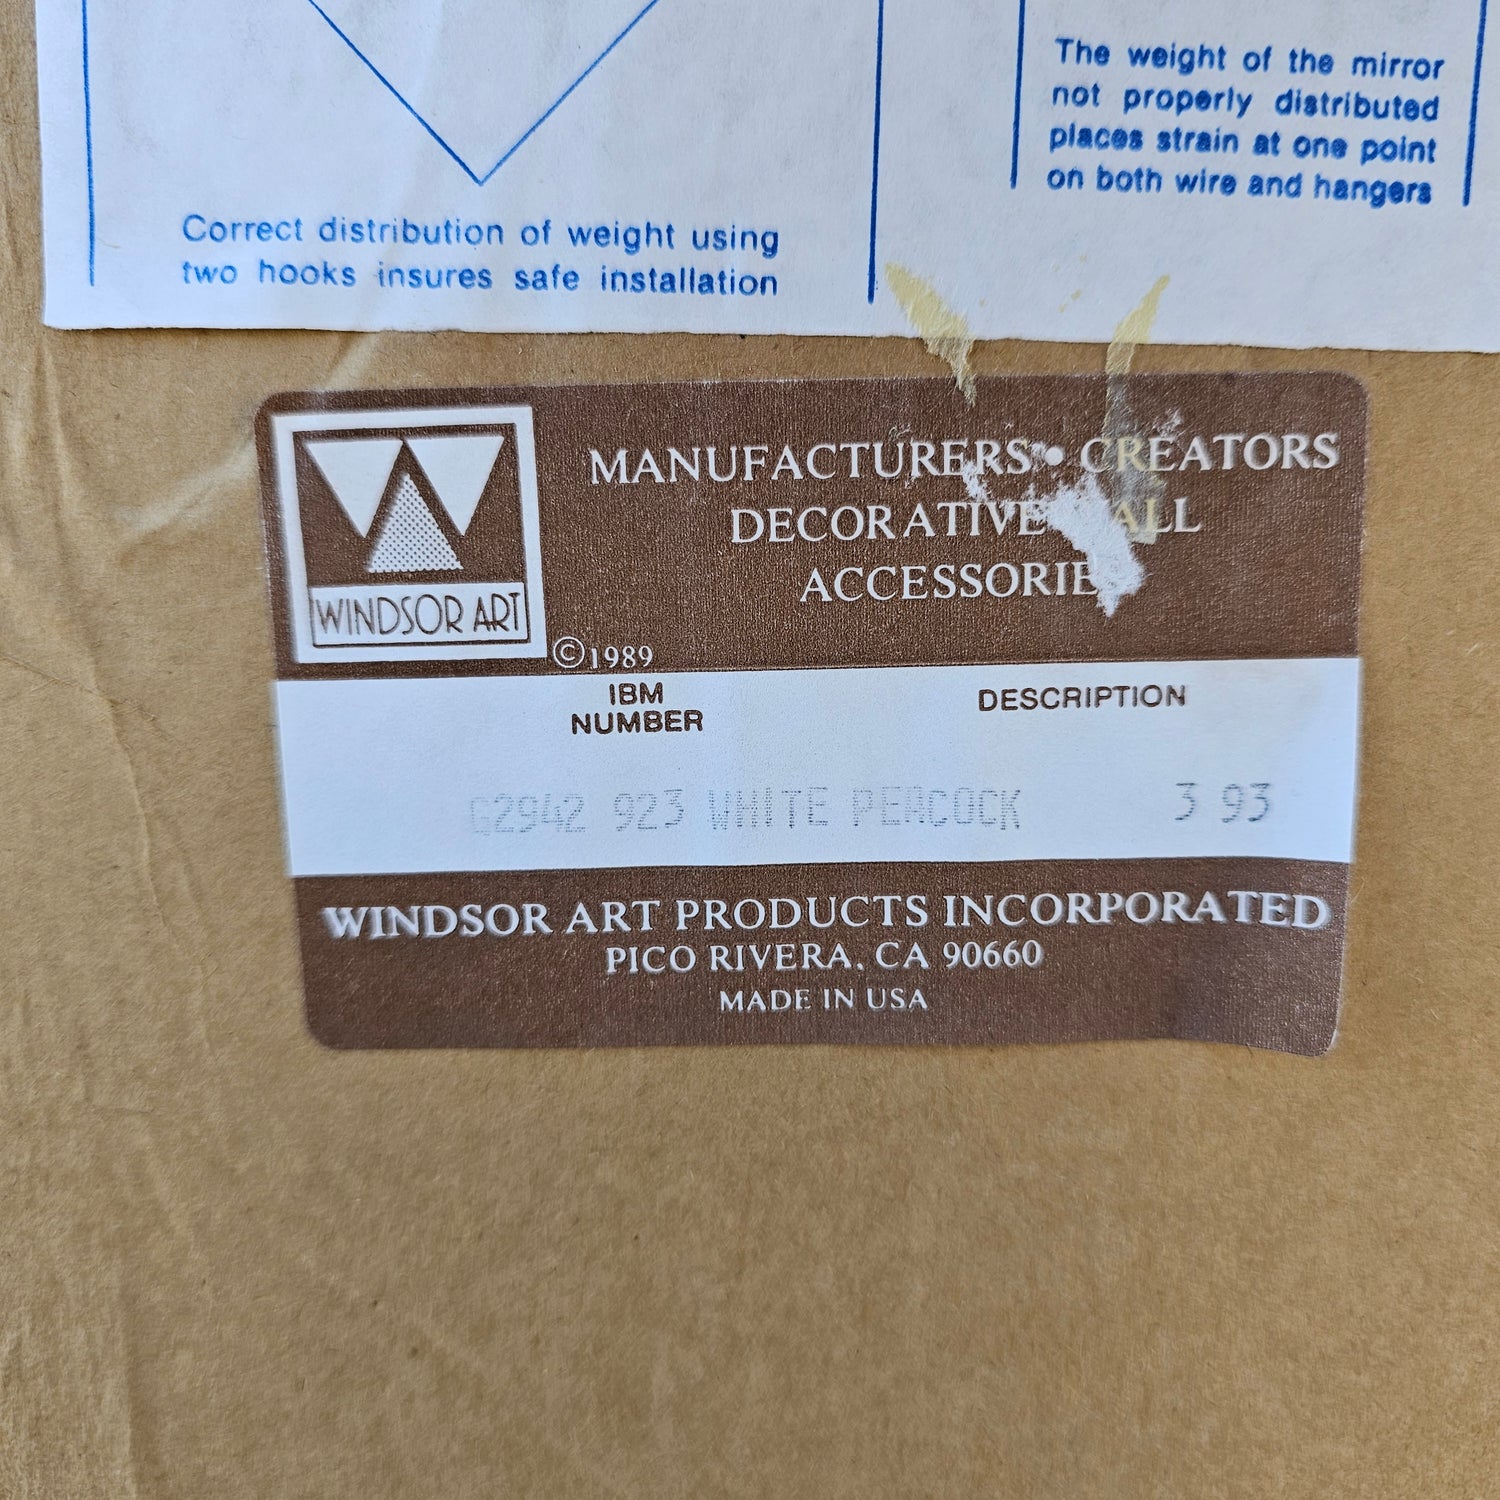 The weight of the mirror
not properly distributed
places strain at one point
on both wire and hangers
Correct distribution of weight using
two hooks insures safe installation
WINDSOR ART
©1989
MANUFACTURERS • CREATORS
DECORATIVE ALL
ACCESSORIE
IBM
NUMBER
DESCRIPTION
G2942 923 WHITE PEACOCK 3 93
WINDSOR ART PRODUCTS INCORPORATED
PICO RIVERA, CA 90660
MADE IN USA